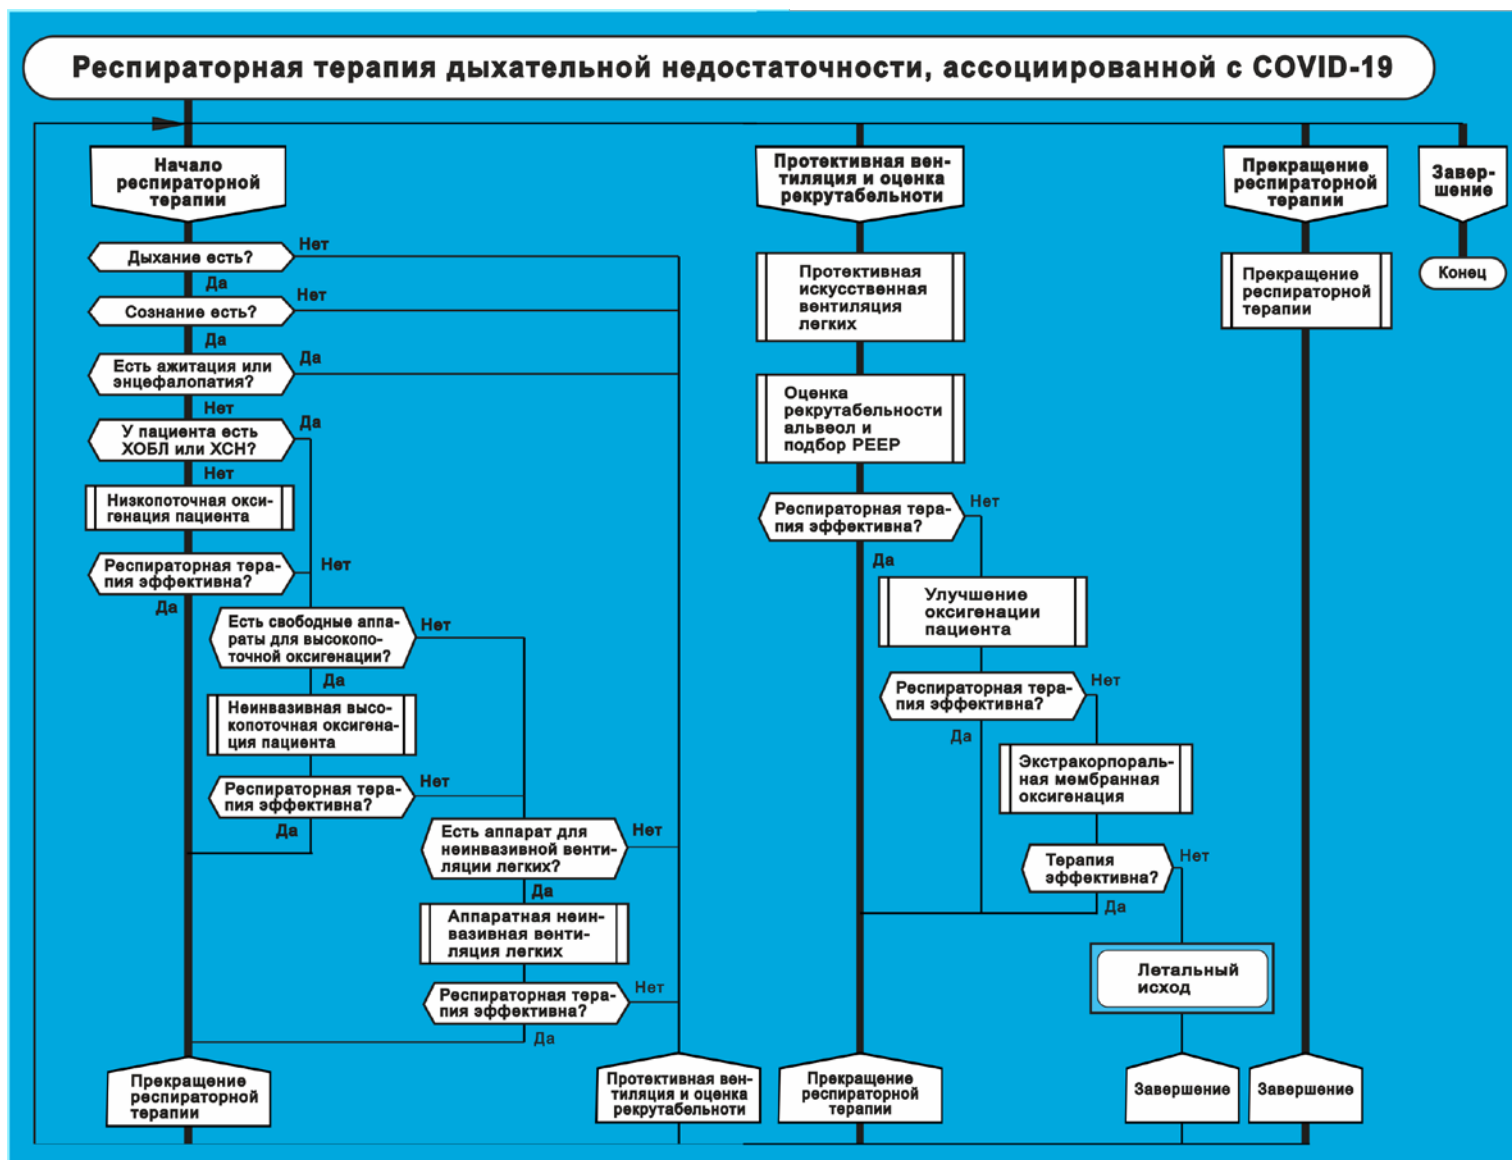 Респираторная терапия дыхательной недостаточности, ассоциированной с COVID-19
Начало
респираторной
терапии
Дыхание есть?
Нет
Да
Сознание есть?
Нет
Да
Есть ажитация или
энцефалопатия?
Да
Нет
У пациента есть
ХОБЛ или ХСН?
Да
Нет
Низкопоточная окси-
генация пациента
Респираторная тера-
пия эффективна?
Нет
Да
Есть свободные аппа-
раты для высокопо-
точной оксигенации?
Нет
Да
Неинвазивная высо-
копоточная оксигена-
ция пациента
Респираторная тера-
пия эффективна?
Нет
Да
Есть аппарат для
неинвазивной венти-
ляции легких?
Нет
Да
Аппаратная неин-
вазивная венти-
ляция легких
Респираторная тера-
пия эффективна?
Нет
Да
Прекращение
респираторной
терапии
Протективная вен-
тиляция и оценка
рекрутабельноти
Протективная вен-
тиляция и оценка
рекрутабельноти
Протективная
искусственная
вентиляция
легких
Оценка
рекрутабельности
альвеол и
подбор PEEP
Респираторная тера-
пия эффективна?
Нет
Да
Улучшение
оксигенации
пациента
Респираторная тера-
пия эффективна?
Нет
Да
Экстракорпораль-
ная мембранная
оксигенация
Терапия
эффективна?
Нет
Да
Летальный
исход
Прекращение
респираторной
терапии
Завершение
Прекращение
респираторной
терапии
Прекращение
респираторной
терапии
Завершение
Завер-
шение
Конец